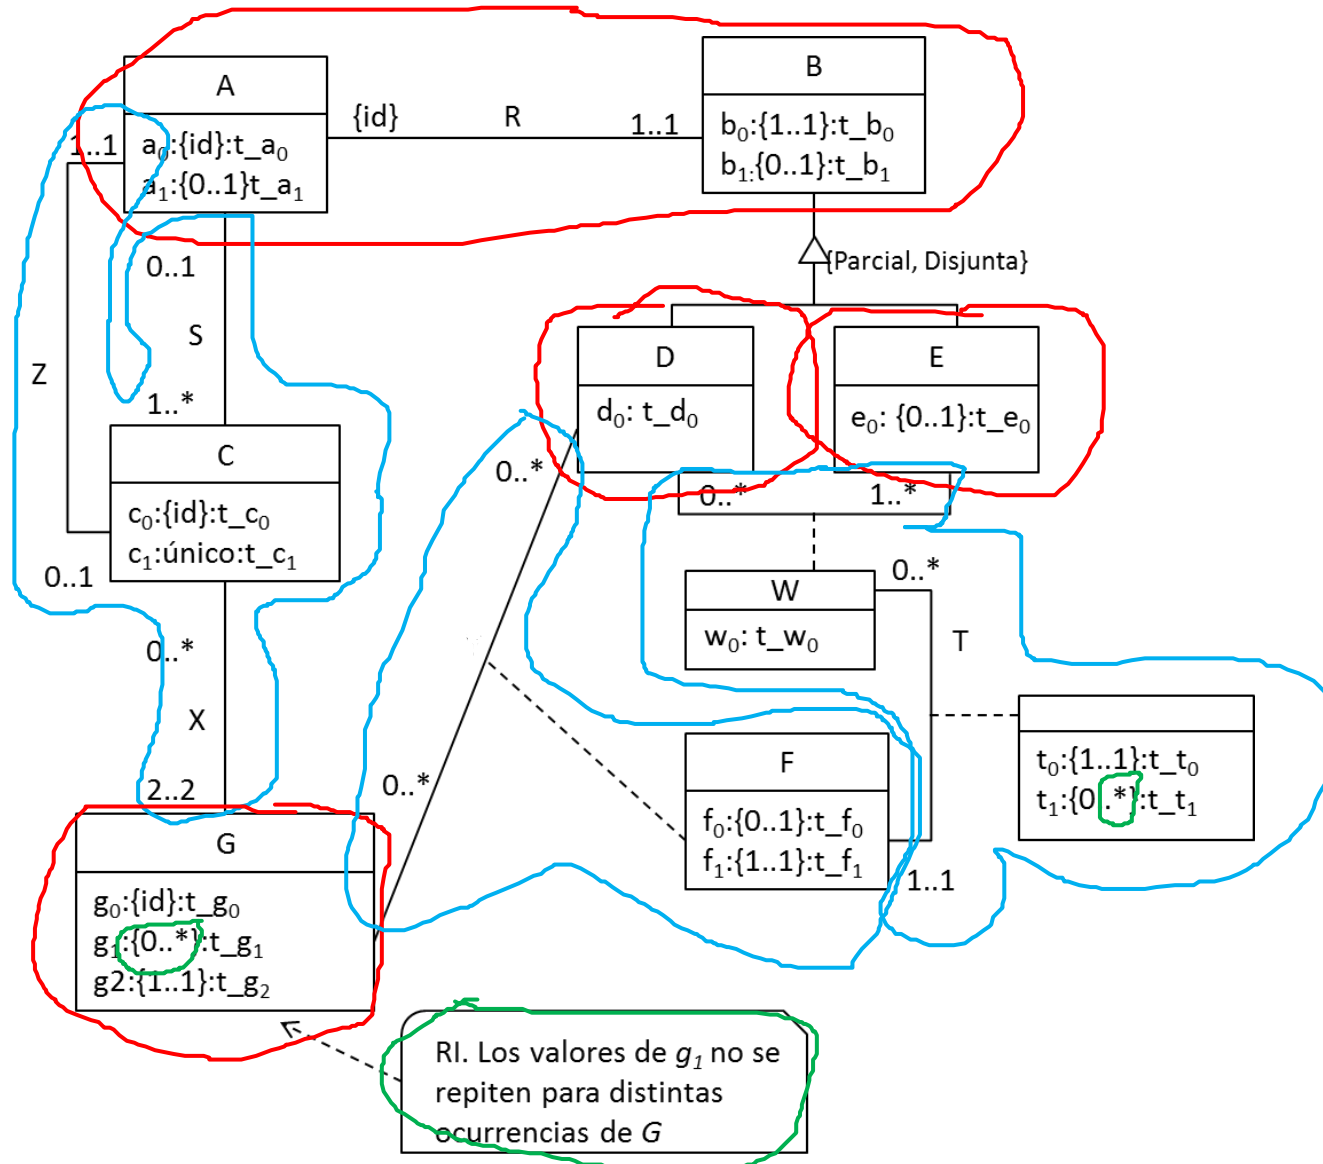 A
a0:{id}:t_a0
a1:{0..1}t_a1
{id}
R
1..1
B
b0:{1..1}:t_b0
b1:{0..1}:t_b1
1..1
{Parcial, Disjunta}
0..1
S
Z
1..*
C
c0:{id}:t_c0
c1:único:t_c1
0..1
D
d0: t_d0
E
e0: {0..1}:t_e0
0..*
0..*
1..*
W
w0: t_w0
0..*
T
0..*
X
2..2
0..*
F
f0:{0..1}:t_f0
f1:{1..1}:t_f1
1..1
t0:{1..1}:t_t0
t1:{0..*}:t_t1
G
g0:{id}:t_g0
g1:{0..*}:t_g1
g2:{1..1}:t_g2
RI. Los valores de g1 no se
repiten para distintas
ocurrencias de G